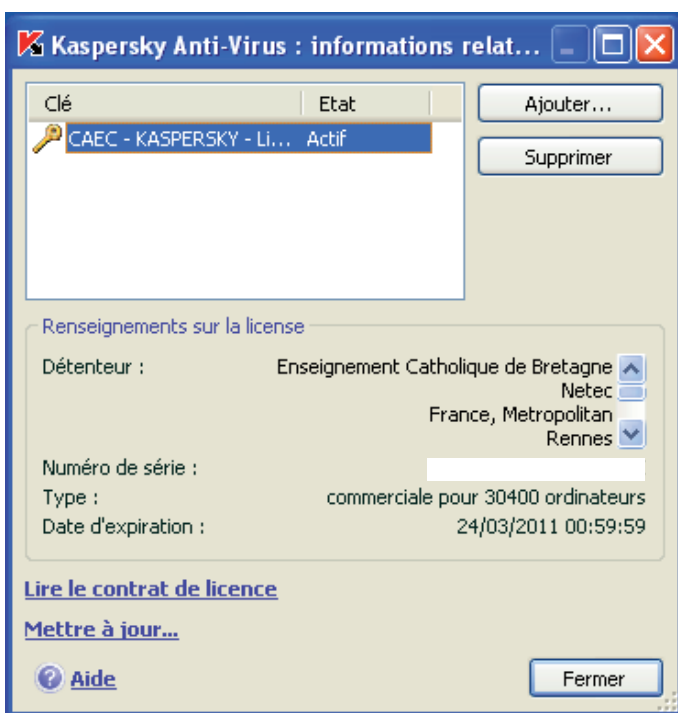 Kaspersky Anti-Virus : informations relat...
Clé Etat
Ajouter...
CAEC - KASPERSKY - Li... Actif
Supprimer
Renseignements sur la license
Détenteur : Enseignement Catholique de Bretagne
Netec
France, Metropolitan
Rennes
Numéro de série :
Type : commerciale pour 30400 ordinateurs
Date d'expiration : 24/03/2011 00:59:59
Lire le contrat de licence
Mettre à jour...
Aide
Fermer